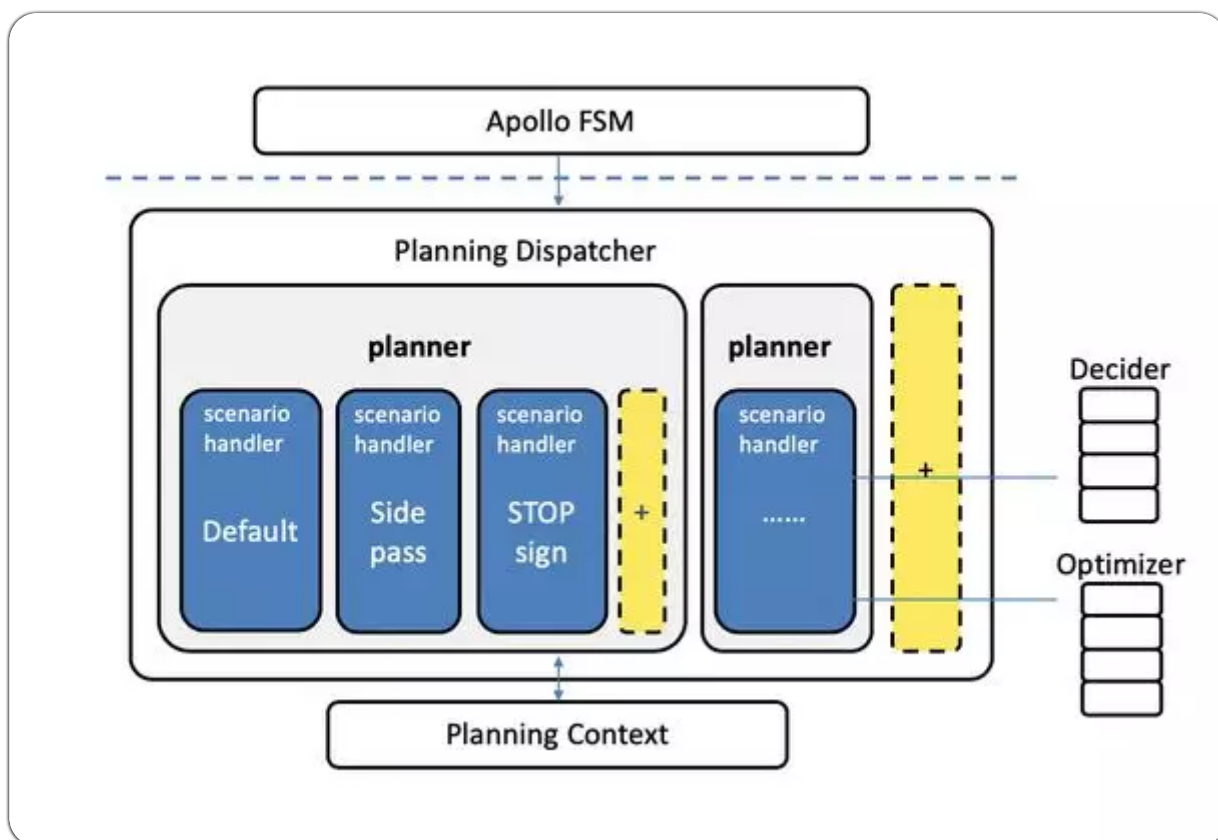 Apollo FSM
Planning Dispatcher
planner
scenario
handler
Default
scenario
handler
Side
pass
scenario
handler
STOP
sign
+
planner
scenario
handler
......
+
Decider
Optimizer
Planning Context